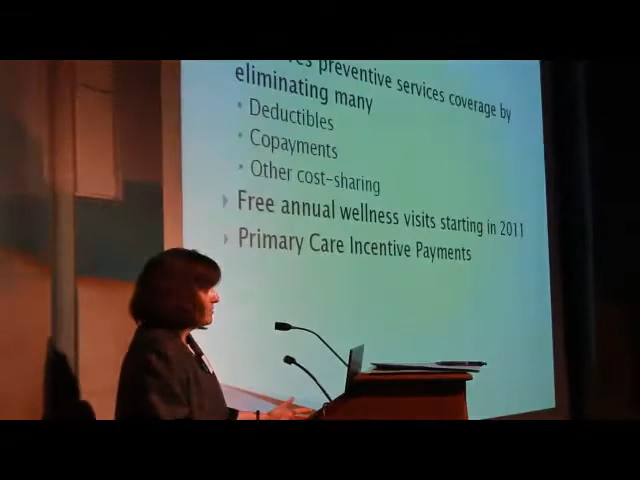 preventive services coverage by
eliminating many
Deductibles
Copayments
Other cost-sharing
Free annual wellness visits starting in 2011
Primary Care Incentive Payments